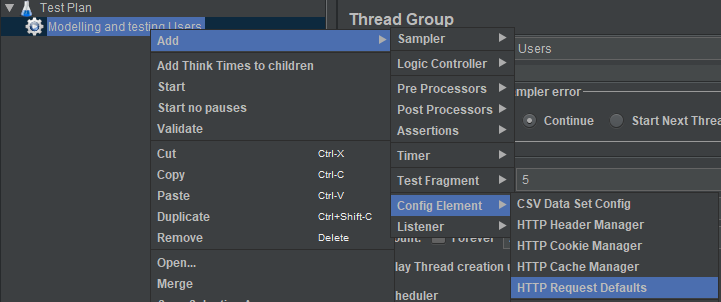 Test Plan
Modelling and testing Users
Thread Group
Add
Add Think Times to children
Start
Start no pauses
Validate
Cut Ctrl-X
Copy Ctrl-C
Paste Ctrl-V
Duplicate Ctrl+Shift-C
Remove Delete
Open...
Merge
Sampler
Logic Controller
Pre Processors
Post Processors
Assertions
Timer
Test Fragment
Config Element
Listener
CSV Data Set Config
HTTP Header Manager
HTTP Cookie Manager
HTTP Cache Manager
HTTP Request Defaults
Users
ampler error
Continue Start Next Threa
5
Forever
lay Thread creation u
heduler